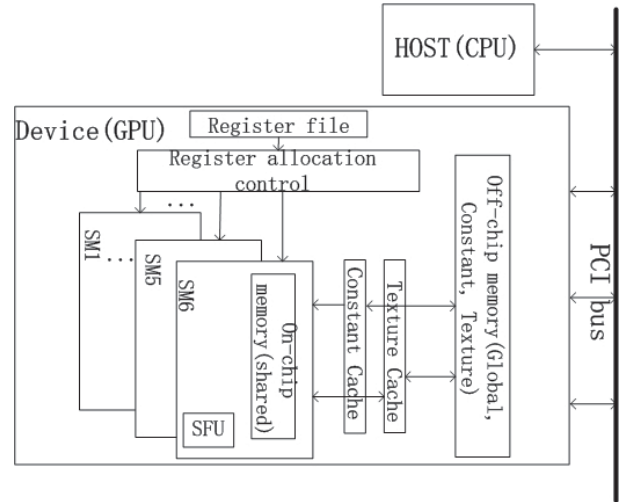 HOST(CPU)
Device(GPU)
Register file
Register allocation
control
...
SM1 ...
SM5
SM6
On-chip
memory(shared)
SFU
Constant Cache
Texture Cache
Off-chip memory(Global,
Constant, Texture)
PCI bus